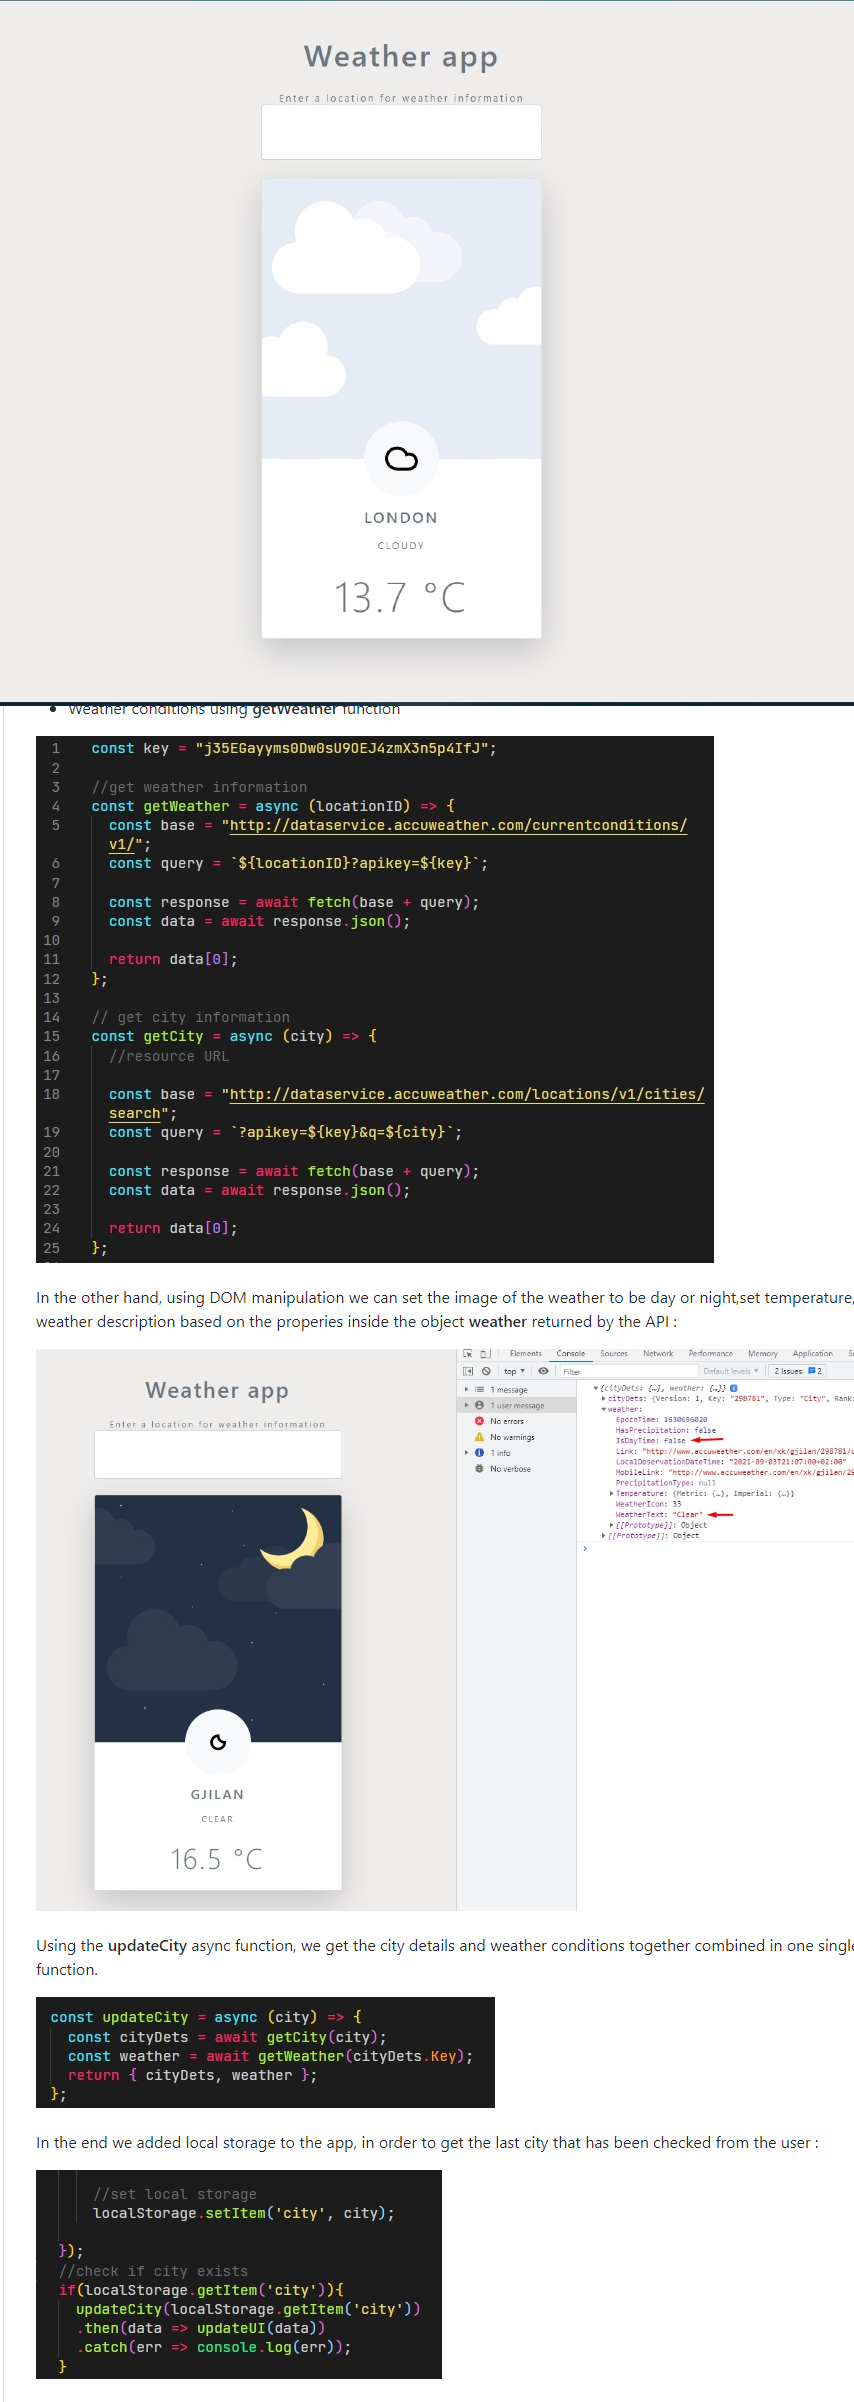 Weather app
Enter a location for weather information
LONDON
CLOUDY
13.7 °C
• Weather conditions using getWeather function
1 const key = "j35EGayyms0Dw0sU9OEJ4zmX3n5p4IfJ";
2
3 //get weather information
4 const getWeather = async (locationID) => {
5 const base = "http://dataservice.accuweather.com/currentconditions/
v1/";
6 const query = `${locationID}?apikey=${key}`;
7
8 const response = await fetch(base + query);
9 const data = await response.json();
10
11 return data[0];
12 };
13
14 // get city information
15 const getCity = async (city) => {
16 //resource URL
17
18 const base = "http://dataservice.accuweather.com/locations/v1/cities/
search";
19 const query = `?apikey=${key}&q=${city}`;
20
21 const response = await fetch(base + query);
22 const data = await response.json();
23
24 return data[0];
25 };
In the other hand, using DOM manipulation we can set the image of the weather to be day or night,set temperature,
weather description based on the properies inside the object weather returned by the API :
Weather app
Enter a location for weather information
GJILAN
CLEAR
16.5 °C
Elements Console Sources Network Performance Memory Application
top ▾ Filter Default levels ▾ 2 Issues: 2
1 message
1 user message
No errors
No warnings
1 info
No verbose
▾{cityDets: {…}, weather: {…}}
▸cityDets: {Version: 1, Key: "298781", Type: "City", Rank:
▾weather:
EpochTime: 1630696020
HasPrecipitation: false
IsDayTime: false
Link: "http://www.accuweather.com/en/xk/gjilan/298781/c
LocalObservationDateTime: "2021-09-03T21:07:00+02:00"
MobileLink: "http://www.accuweather.com/en/xk/gjilan/29
PrecipitationType: null
▸Temperature: {Metric: {…}, Imperial: {…}}
WeatherIcon: 33
WeatherText: "Clear"
▸[[Prototype]]: Object
▸[[Prototype]]: Object
Using the updateCity async function, we get the city details and weather conditions together combined in one single
function.
const updateCity = async (city) => {
const cityDets = await getCity(city);
const weather = await getWeather(cityDets.Key);
return { cityDets, weather };
};
In the end we added local storage to the app, in order to get the last city that has been checked from the user :
//set local storage
localStorage.setItem('city', city);
});
//check if city exists
if(localStorage.getItem('city')){
updateCity(localStorage.getItem('city'))
.then(data => updateUI(data))
.catch(err => console.log(err));
}